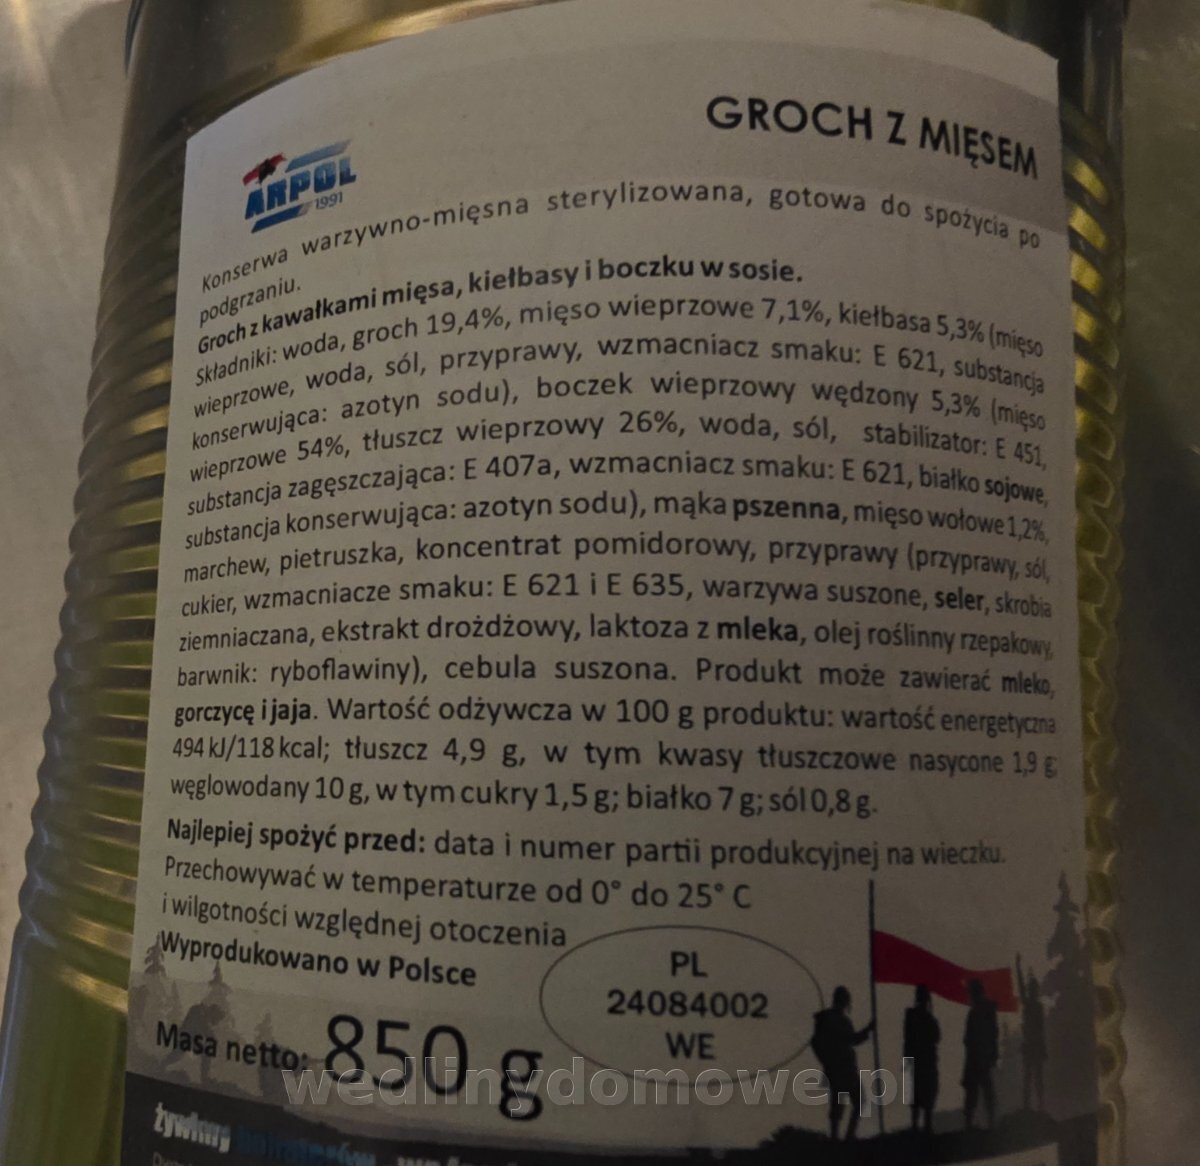 GROCH Z MIĘSEM
ARPOL
1991
Konserwa warzywno-mięsna sterylizowana, gotowa do spożycia po
podgrzaniu.
Groch z kawałkami mięsa, kiełbasy i boczku w sosie.
Składniki: woda, groch 19,4%, mięso wieprzowe 7,1%, kiełbasa 5,3% (mięso
wieprzowe, woda, sól, przyprawy, wzmacniacz smaku: E 621, substancja
konserwująca: azotyn sodu), boczek wieprzowy wędzony 5,3% (mięso
wieprzowe 54%, tłuszcz wieprzowy 26%, woda, sól, stabilizator: E 451,
substancja zagęszczająca: E 407a, wzmacniacz smaku: E 621, białko sojowe,
substancja konserwująca: azotyn sodu), mąka pszenna, mięso wołowe 1,2%,
marchew, pietruszka, koncentrat pomidorowy, przyprawy (przyprawy, sól,
cukier, wzmacniacze smaku: E 621 i E 635, warzywa suszone, seler, skrobia
ziemniaczana, ekstrakt drożdżowy, laktoza z mleka, olej roślinny rzepakowy,
barwnik: ryboflawiny), cebula suszona. Produkt może zawierać mleko,
gorczycę i jaja. Wartość odżywcza w 100 g produktu: wartość energetyczna
494 kJ/118 kcal; tłuszcz 4,9 g, w tym kwasy tłuszczowe nasycone 1,9 g;
węglowodany 10 g, w tym cukry 1,5 g; białko 7 g; sól 0,8 g.
Najlepiej spożyć przed: data i numer partii produkcyjnej na wieczku.
Przechowywać w temperaturze od 0° do 25° C
i wilgotności względnej otoczenia
Wyprodukowano w Polsce
PL
24084002
WE
Masa netto: 850 g
wedlinydomowe.pl
żywimy